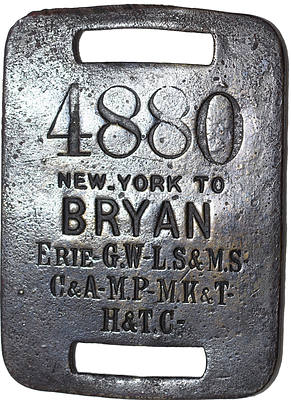 4880
NEW-YORK TO
BRYAN
ERIE-G.W-L.S&M.S-
C&A-M.P-M.K&T-
H&T.C-